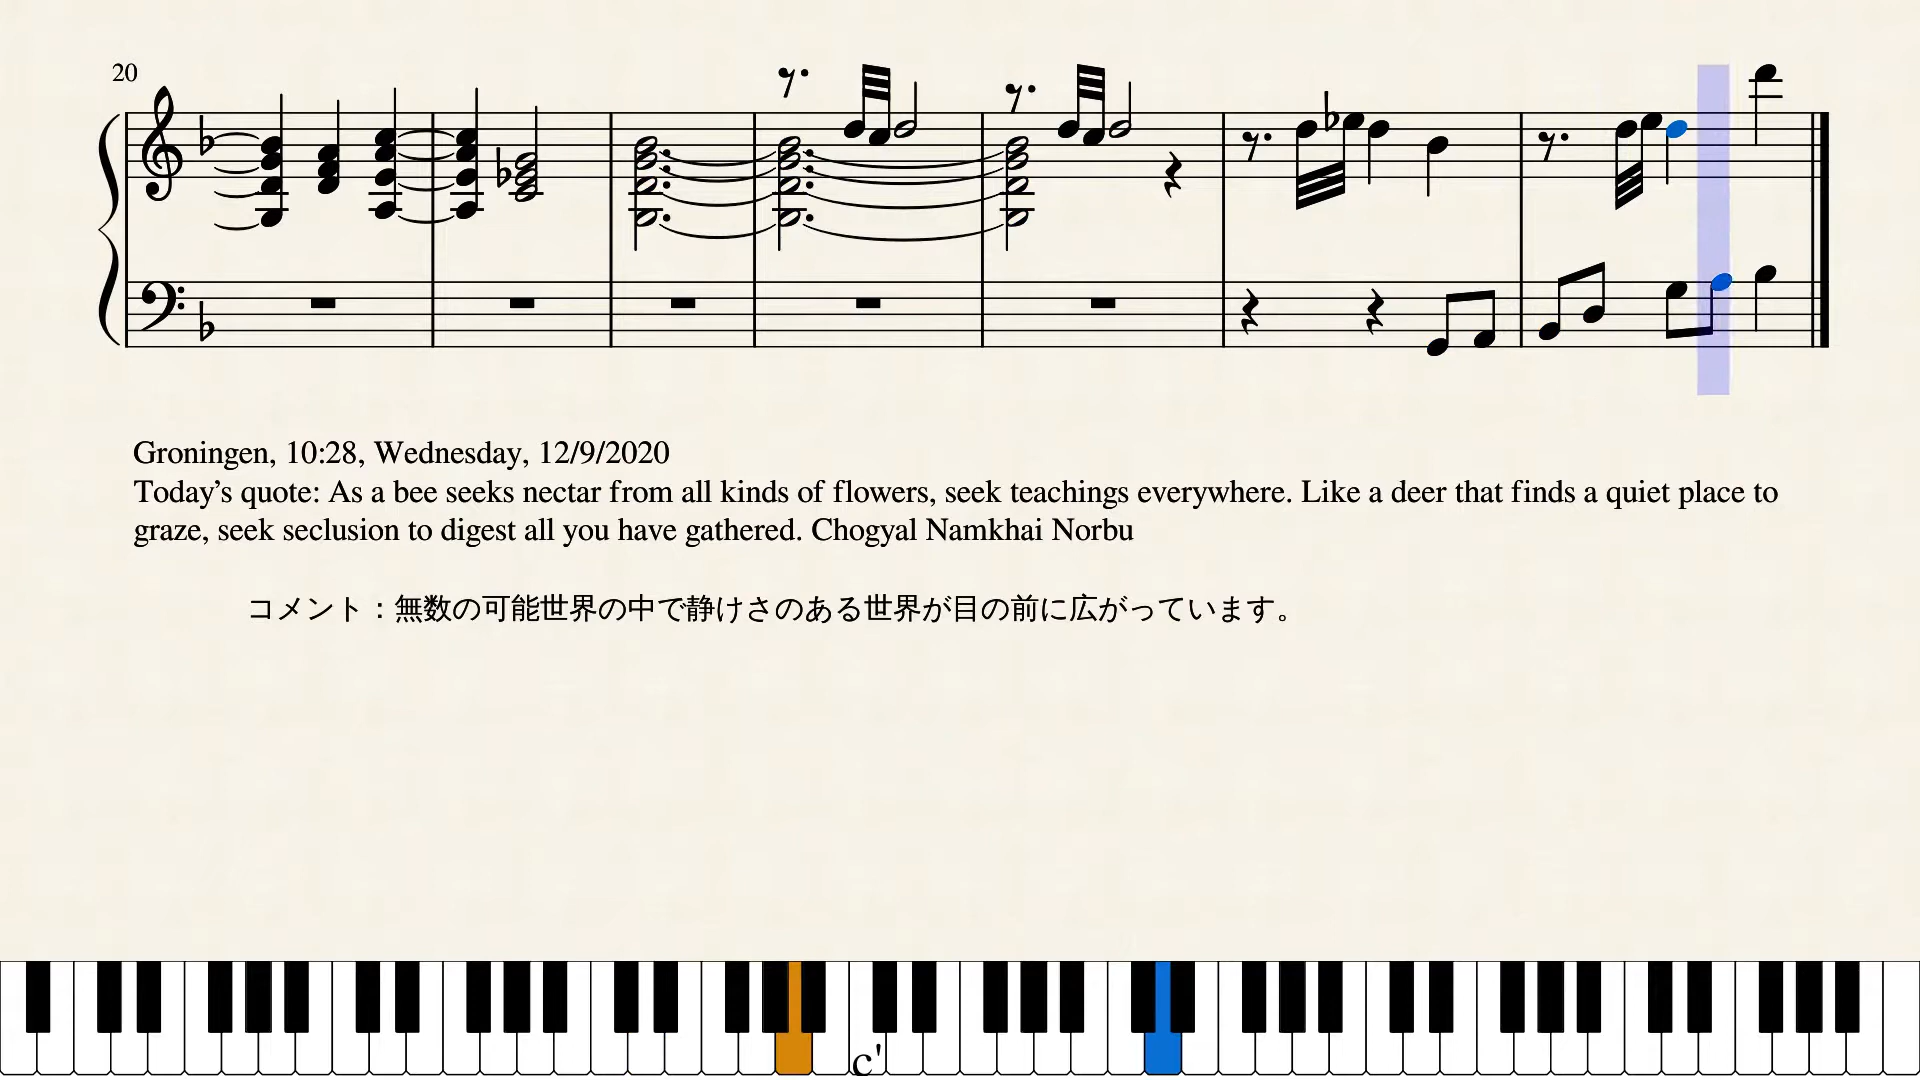 20
Groningen, 10:28, Wednesday, 12/9/2020
Today’s quote: As a bee seeks nectar from all kinds of flowers, seek teachings everywhere. Like a deer that finds a quiet place to
graze, seek seclusion to digest all you have gathered. Chogyal Namkhai Norbu
コメント：無数の可能世界の中で静けさのある世界が目の前に広がっています。
c'